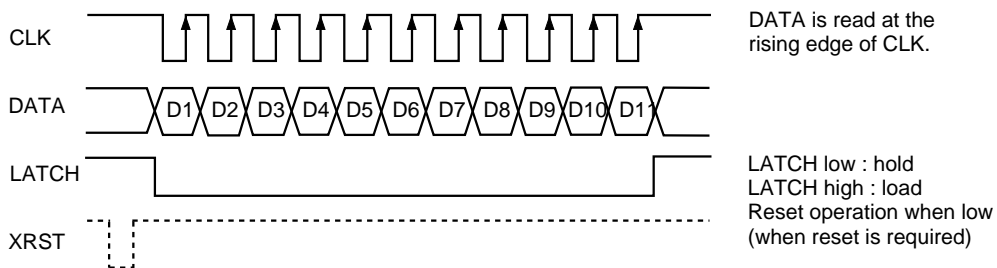 CLK
DATA is read at the
rising edge of CLK.
DATA
D1 D2 D3 D4 D5 D6 D7 D8 D9 D10 D11
LATCH
LATCH low : hold
LATCH high : load
Reset operation when low
(when reset is required)
XRST